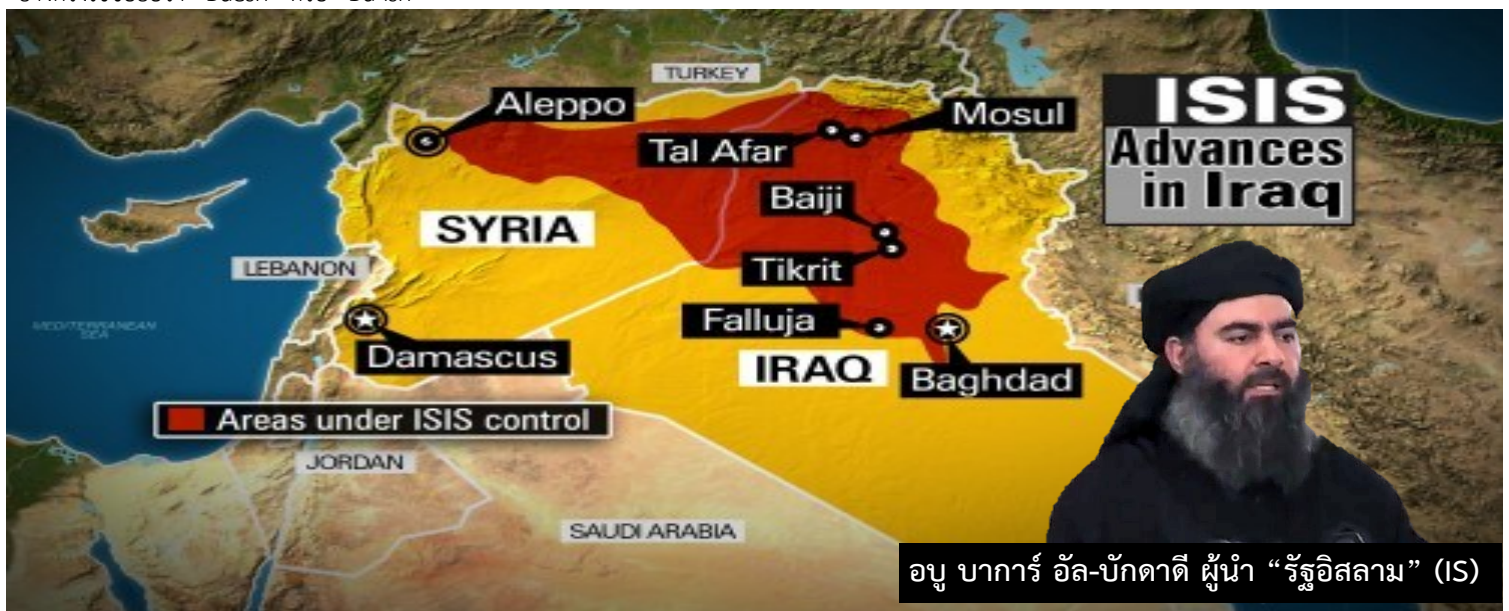 TURKEY
Aleppo
Mosul
Tal Afar
ISIS
Advances
in Iraq
Baiji
SYRIA
Tikrit
LEBANON
MEDITERRANEAN
SEA
Falluja
Damascus
IRAQ
Baghdad
Areas under ISIS control
JORDAN
SAUDI ARABIA
อบู บาการ์ อัล-บักดาดี ผู้นำ “รัฐอิสลาม” (IS)